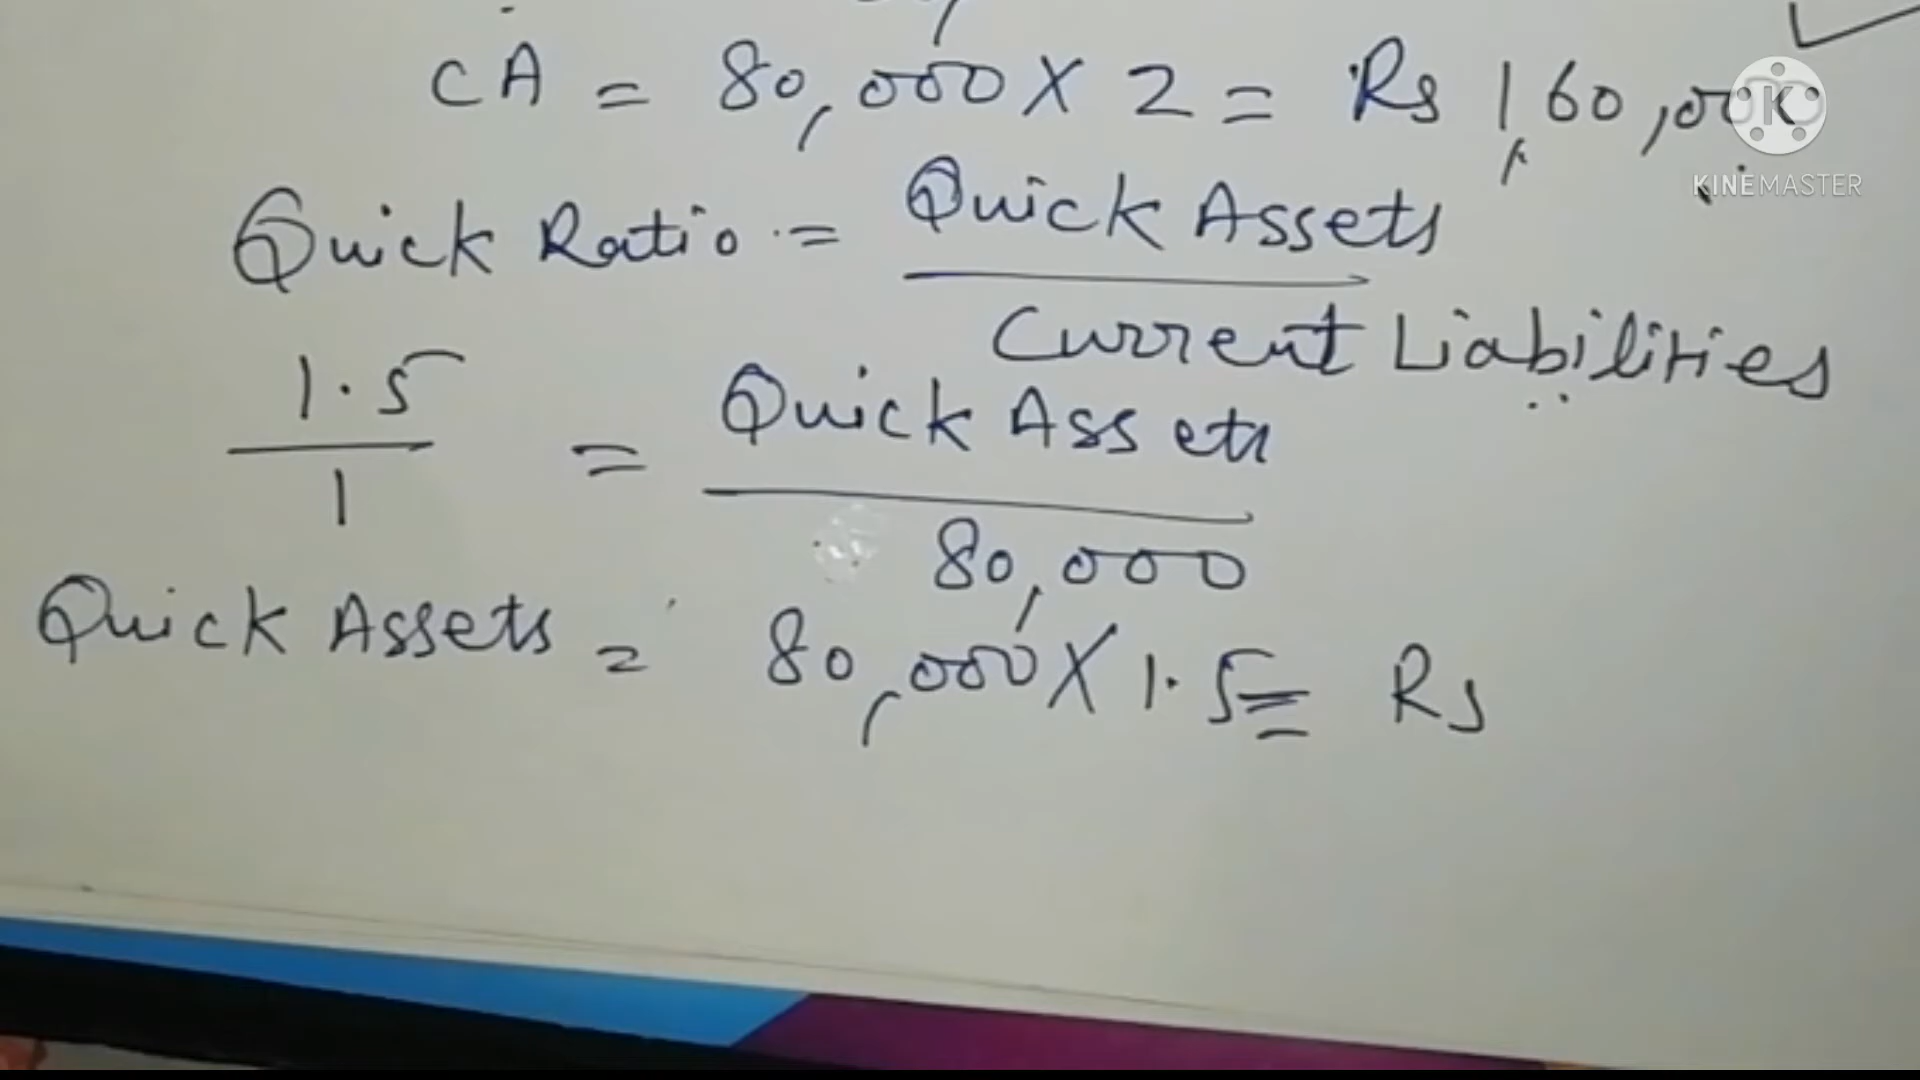 CA = 80,000 X 2 = Rs 1,60,000
Quick Ratio = Quick Assets
Current Liabilities
1.5 = Quick Assets
1 80,000
Quick Assets = 80,000 X 1.5 = Rs
K
KINEMASTER